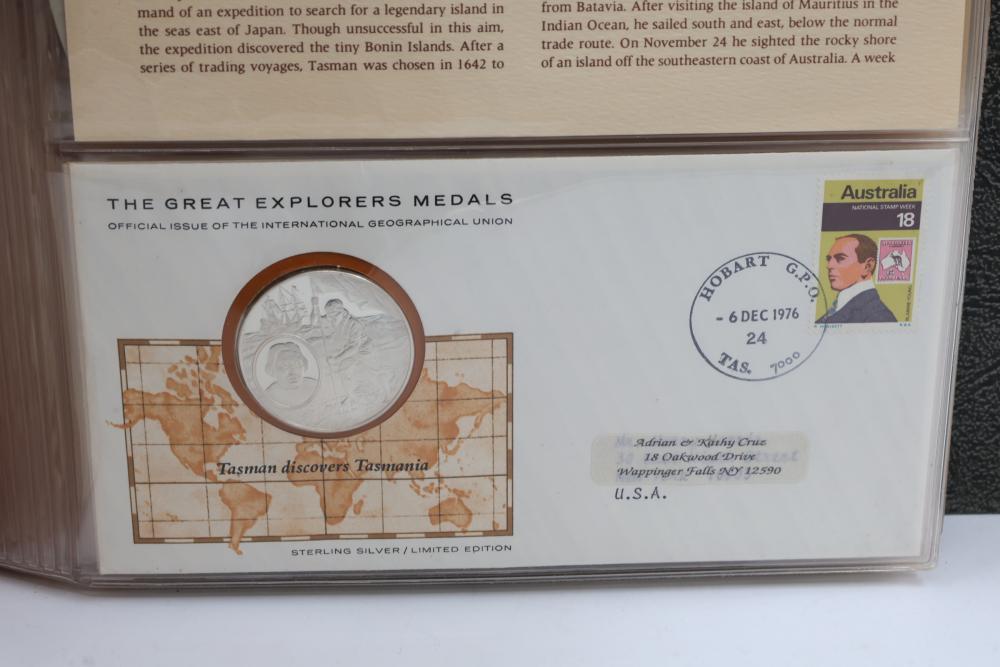 mand of an expedition to search for a legendary island in
the seas east of Japan. Though unsuccessful in this aim,
the expedition discovered the tiny Bonin Islands. After a
series of trading voyages, Tasman was chosen in 1642 to
from Batavia. After visiting the island of Mauritius in the
Indian Ocean, he sailed south and east, below the normal
trade route. On November 24 he sighted the rocky shore
of an island off the southeastern coast of Australia. A week
THE GREAT EXPLORERS MEDALS
OFFICIAL ISSUE OF THE INTERNATIONAL GEOGRAPHICAL UNION
Tasman discovers Tasmania
STERLING SILVER / LIMITED EDITION
HOBART G.P.O.
- 6 DEC 1976
24
TAS. 7000
Australia
NATIONAL STAMP WEEK
18
Adrian & Kathy Cruz
18 Oakwood Drive
Wappinger Falls NY 12590
U.S.A.